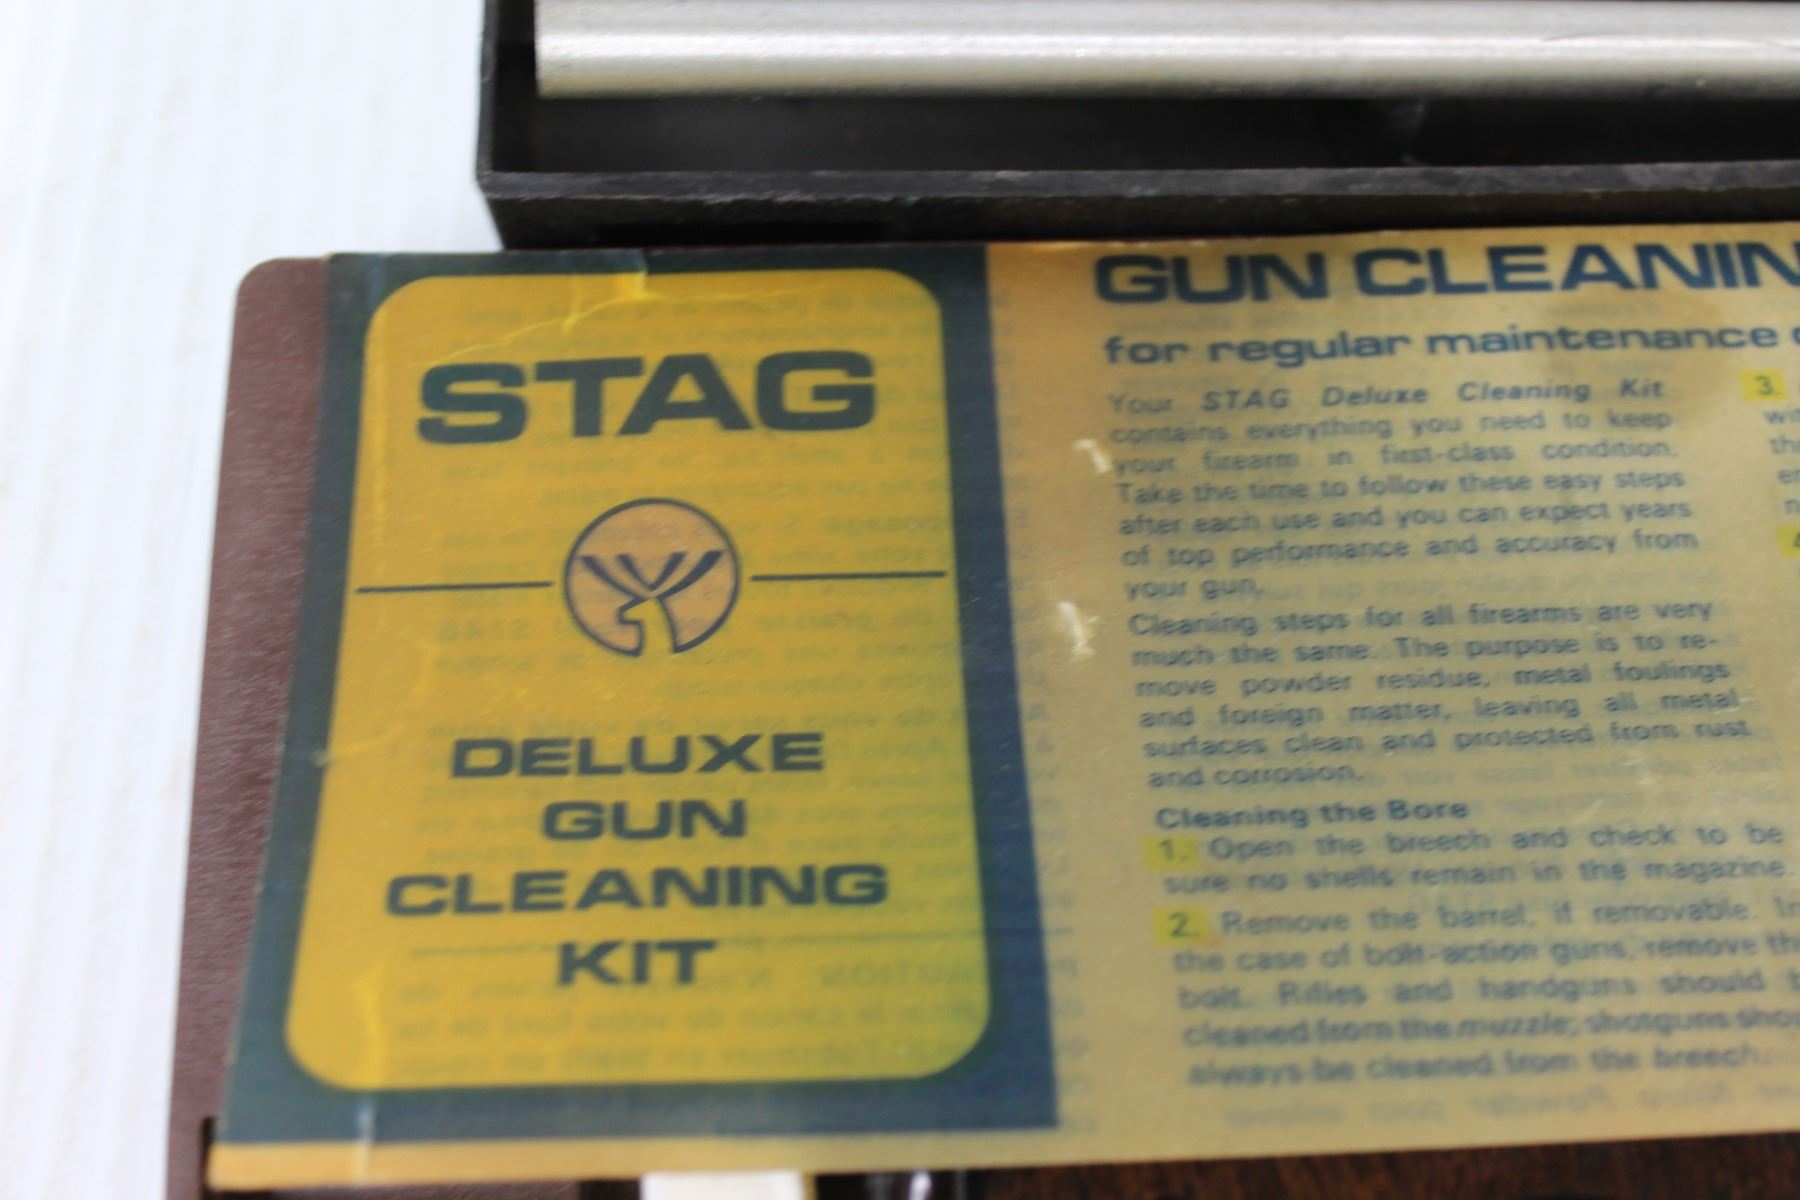 STAG
DELUXE
GUN
CLEANING
KIT
GUN CLEANIN
for regular maintenance
Your STAG Deluxe Cleaning Kit
contains everything you need to keep
your firearm in first-class condition.
Take the time to follow these easy steps
after each use and you can expect years
of top performance and accuracy from
your gun.
Cleaning steps for all firearms are very
much the same. The purpose is to re-
move powder residue, metal foulings
and foreign matter, leaving all metal
surfaces clean and protected from rust
and corrosion.
Cleaning the Bore
1. Open the breech and check to be
sure no shells remain in the magazine.
2. Remove the barrel, if removable. In
the case of bolt-action guns, remove the
bolt. Rifles and handguns should
cleaned from the muzzle; shotguns
always be cleaned from the breech.
3.